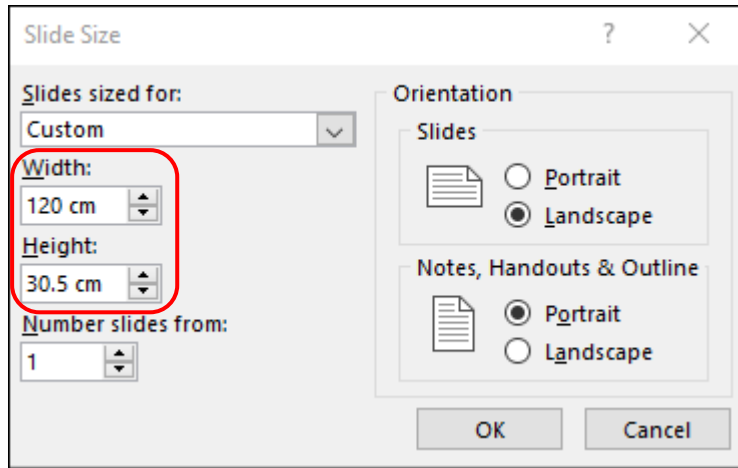 Slide Size
?
Slides sized for:
Custom
Width:
120 cm
Height:
30.5 cm
Number slides from:
1
Orientation
Slides
Portrait
Landscape
Notes, Handouts & Outline
Portrait
Landscape
OK
Cancel